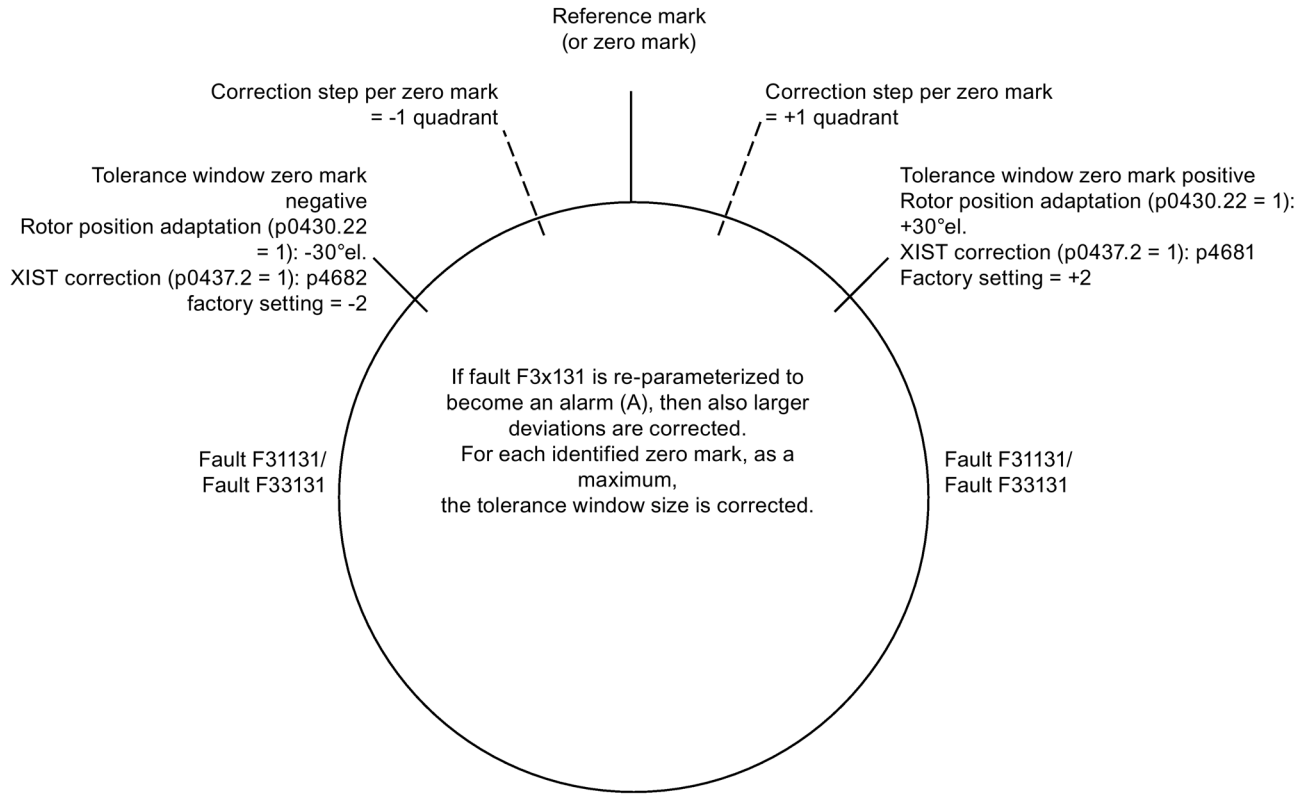 Reference mark
(or zero mark)
Correction step per zero mark
= -1 quadrant
Correction step per zero mark
= +1 quadrant
Tolerance window zero mark
negative
Rotor position adaptation (p0430.22
= 1): -30°el.
XIST correction (p0437.2 = 1): p4682
factory setting = -2
Tolerance window zero mark positive
Rotor position adaptation (p0430.22 = 1):
+30°el.
XIST correction (p0437.2 = 1): p4681
Factory setting = +2
If fault F3x131 is re-parameterized to
become an alarm (A), then also larger
deviations are corrected.
For each identified zero mark, as a
maximum,
the tolerance window size is corrected.
Fault F31131/
Fault F33131
Fault F31131/
Fault F33131